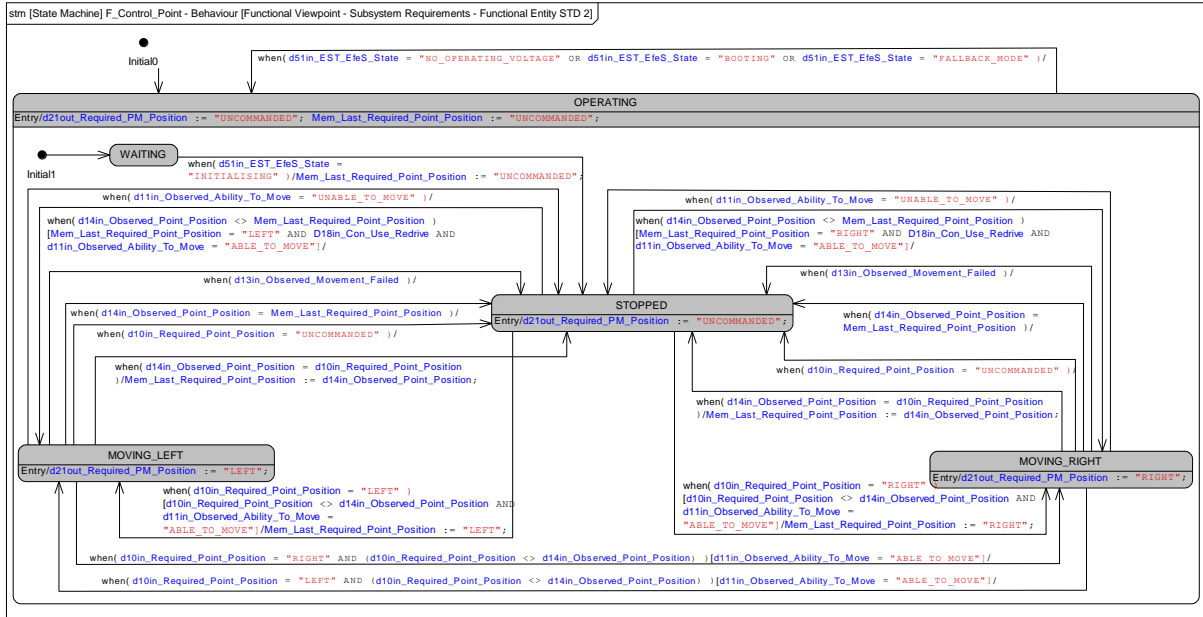 stm [State Machine] F_Control_Point - Behaviour [Functional Viewpoint - Subsystem Requirements - Functional Entity STD 2]
Initial0
when( d51in_EST_EfeS_State = "NO_OPERATING_VOLTAGE" OR d51in_EST_EfeS_State = "BOOTING" OR d51in_EST_EfeS_State = "FALLBACK_MODE" )/
OPERATING
Entry/d21out_Required_PM_Position := "UNCOMMANDED"; Mem_Last_Required_Point_Position := "UNCOMMANDED";
Initial1
WAITING
when( d51in_EST_EfeS_State =
"INITIALISING" )/Mem_Last_Required_Point_Position := "UNCOMMANDED";
when( d11in_Observed_Ability_To_Move = "UNABLE_TO_MOVE" )/
when( d14in_Observed_Point_Position <> Mem_Last_Required_Point_Position )
[Mem_Last_Required_Point_Position = "LEFT" AND D18in_Con_Use_Redrive AND
d11in_Observed_Ability_To_Move = "ABLE_TO_MOVE"]/
when( d13in_Observed_Movement_Failed )/
when( d14in_Observed_Point_Position = Mem_Last_Required_Point_Position )/
when( d10in_Required_Point_Position = "UNCOMMANDED" )/
when( d14in_Observed_Point_Position = d10in_Required_Point_Position
)/Mem_Last_Required_Point_Position := d14in_Observed_Point_Position;
when( d11in_Observed_Ability_To_Move = "UNABLE_TO_MOVE" )/
when( d14in_Observed_Point_Position <> Mem_Last_Required_Point_Position )
[Mem_Last_Required_Point_Position = "RIGHT" AND D18in_Con_Use_Redrive AND
d11in_Observed_Ability_To_Move = "ABLE_TO_MOVE"]/
when( d13in_Observed_Movement_Failed )/
STOPPED
Entry/d21out_Required_PM_Position := "UNCOMMANDED";
when( d14in_Observed_Point_Position =
Mem_Last_Required_Point_Position )/
when( d10in_Required_Point_Position = "UNCOMMANDED" )/
when( d14in_Observed_Point_Position = d10in_Required_Point_Position
)/Mem_Last_Required_Point_Position := d14in_Observed_Point_Position;
MOVING_LEFT
Entry/d21out_Required_PM_Position := "LEFT";
when( d10in_Required_Point_Position = "LEFT" )
[d10in_Required_Point_Position <> d14in_Observed_Point_Position AND
d11in_Observed_Ability_To_Move =
"ABLE_TO_MOVE"]/Mem_Last_Required_Point_Position := "LEFT";
MOVING_RIGHT
Entry/d21out_Required_PM_Position := "RIGHT";
when( d10in_Required_Point_Position = "RIGHT" )
[d10in_Required_Point_Position <> d14in_Observed_Point_Position AND
d11in_Observed_Ability_To_Move =
"ABLE_TO_MOVE"]/Mem_Last_Required_Point_Position := "RIGHT";
when( d10in_Required_Point_Position = "RIGHT" AND (d10in_Required_Point_Position <> d14in_Observed_Point_Position) )[d11in_Observed_Ability_To_Move = "ABLE_TO_MOVE"]/
when( d10in_Required_Point_Position = "LEFT" AND (d10in_Required_Point_Position <> d14in_Observed_Point_Position) )[d11in_Observed_Ability_To_Move = "ABLE_TO_MOVE"]/